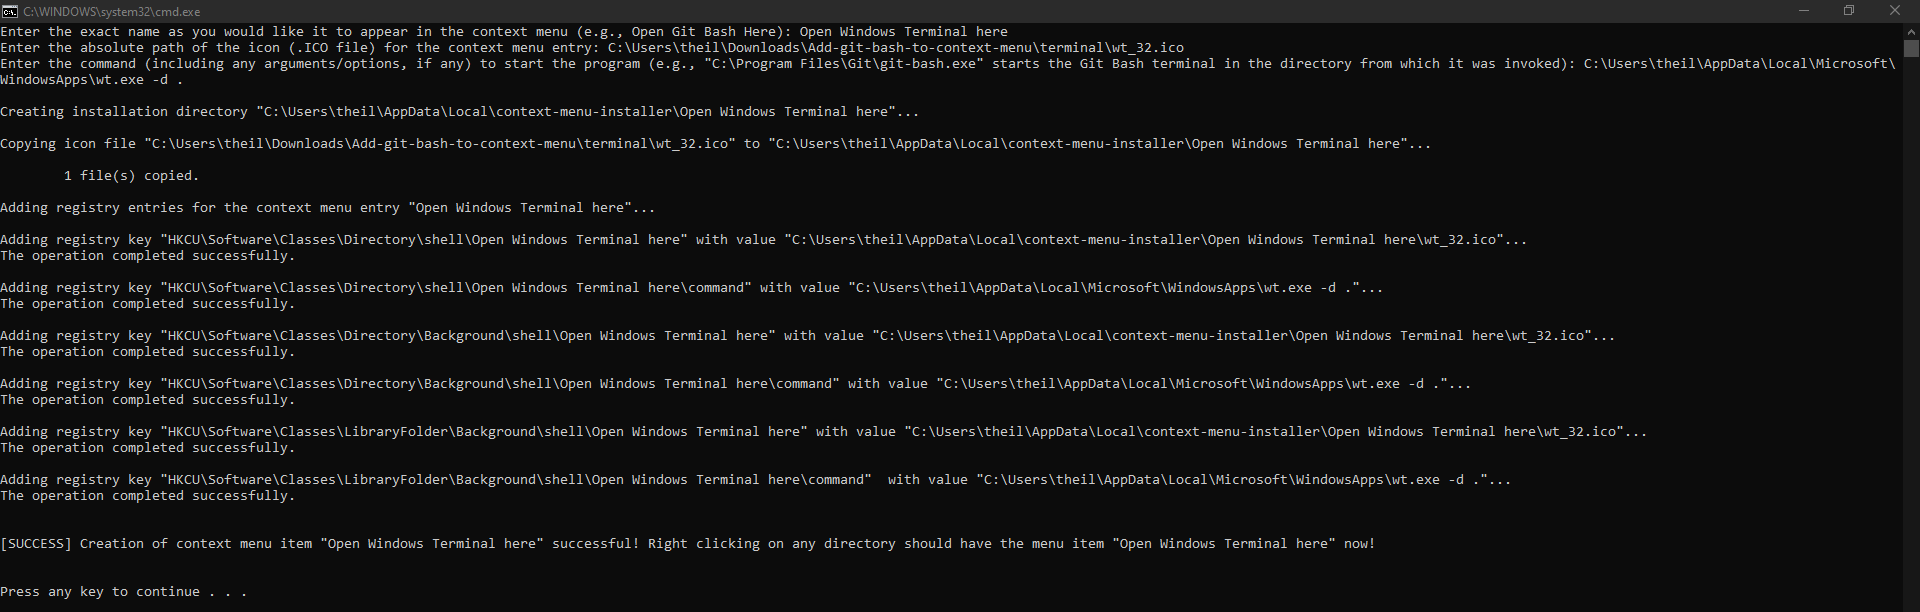 C:\WINDOWS\system32\cmd.exe
Enter the exact name as you would like it to appear in the context menu (e.g., Open Git Bash Here): Open Windows Terminal here
Enter the absolute path of the icon (.ICO file) for the context menu entry: C:\Users\theil\Downloads\Add-git-bash-to-context-menu\terminal\wt_32.ico
Enter the command (including any arguments/options, if any) to start the program (e.g., "C:\Program Files\Git\git-bash.exe" starts the Git Bash terminal in the directory from which it was invoked): C:\Users\theil\AppData\Local\Microsoft\
WindowsApps\wt.exe -d .
Creating installation directory "C:\Users\theil\AppData\Local\context-menu-installer\Open Windows Terminal here"...
Copying icon file "C:\Users\theil\Downloads\Add-git-bash-to-context-menu\terminal\wt_32.ico" to "C:\Users\theil\AppData\Local\context-menu-installer\Open Windows Terminal here"...
1 file(s) copied.
Adding registry entries for the context menu entry "Open Windows Terminal here"...
Adding registry key "HKCU\Software\Classes\Directory\shell\Open Windows Terminal here" with value "C:\Users\theil\AppData\Local\context-menu-installer\Open Windows Terminal here\wt_32.ico"...
The operation completed successfully.
Adding registry key "HKCU\Software\Classes\Directory\shell\Open Windows Terminal here\command" with value "C:\Users\theil\AppData\Local\Microsoft\WindowsApps\wt.exe -d ."...
The operation completed successfully.
Adding registry key "HKCU\Software\Classes\Directory\Background\shell\Open Windows Terminal here" with value "C:\Users\theil\AppData\Local\context-menu-installer\Open Windows Terminal here\wt_32.ico"...
The operation completed successfully.
Adding registry key "HKCU\Software\Classes\Directory\Background\shell\Open Windows Terminal here\command" with value "C:\Users\theil\AppData\Local\Microsoft\WindowsApps\wt.exe -d ."...
The operation completed successfully.
Adding registry key "HKCU\Software\Classes\LibraryFolder\Background\shell\Open Windows Terminal here" with value "C:\Users\theil\AppData\Local\context-menu-installer\Open Windows Terminal here\wt_32.ico"...
The operation completed successfully.
Adding registry key "HKCU\Software\Classes\LibraryFolder\Background\shell\Open Windows Terminal here\command"  with value "C:\Users\theil\AppData\Local\Microsoft\WindowsApps\wt.exe -d ."...
The operation completed successfully.
[SUCCESS] Creation of context menu item "Open Windows Terminal here" successful! Right clicking on any directory should have the menu item "Open Windows Terminal here" now!
Press any key to continue . . .